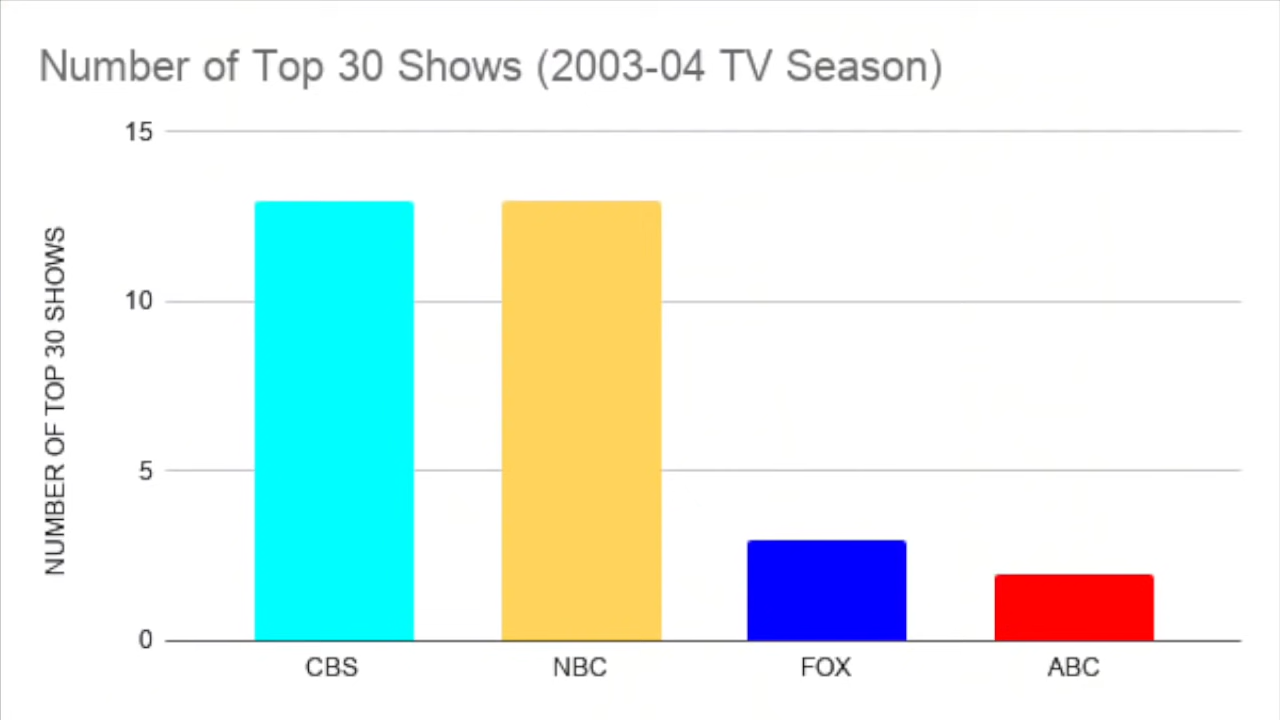 Number of Top 30 Shows (2003-04 TV Season)
NUMBER OF TOP 30 SHOWS
15
10
5
0
CBS NBC FOX ABC